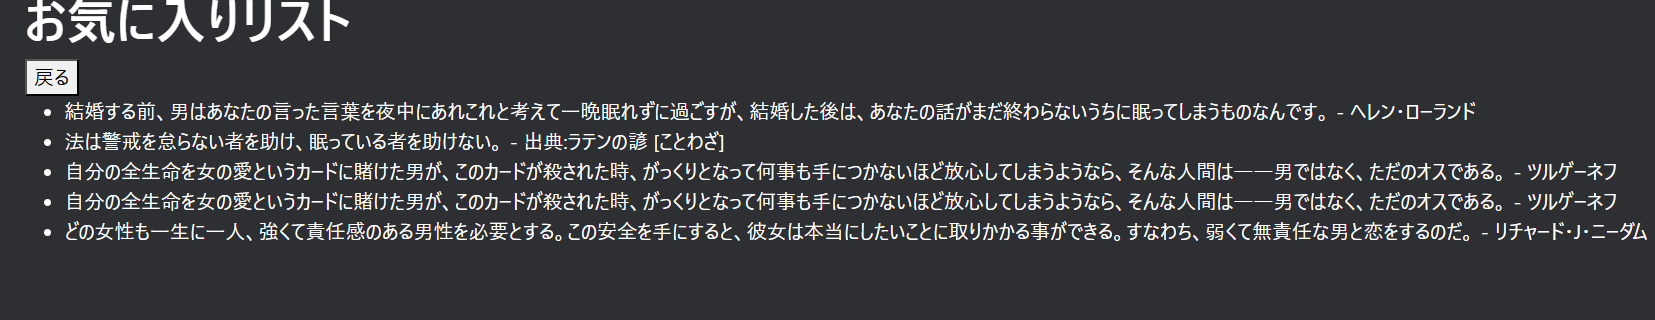 お気に入りリスト
戻る
• 結婚する前、男はあなたの言った言葉を夜中にあれこれと考えて一晩眠れずに過ごすが、結婚した後は、あなたの話がまだ終わらないうちに眠ってしまうものなんです。 - ヘレン・ローランド
• 法は警戒を怠らない者を助け、眠っている者を助けない。 - 出典:ラテンの諺 [ことわざ]
• 自分の全生命を女の愛というカードに賭けた男が、このカードが殺された時、がっくりとなって何事も手につかないほど放心してしまうようなら、そんな人間は――男ではなく、ただのオスである。 - ツルゲーネフ
• 自分の全生命を女の愛というカードに賭けた男が、このカードが殺された時、がっくりとなって何事も手につかないほど放心してしまうようなら、そんな人間は――男ではなく、ただのオスである。 - ツルゲーネフ
• どの女性も一生に一人、強くて責任感のある男性を必要とする。この安全を手にすると、彼女は本当にしたいことに取りかかる事ができる。すなわち、弱くて無責任な男と恋をするのだ。 - リチャード・J・ニーダム